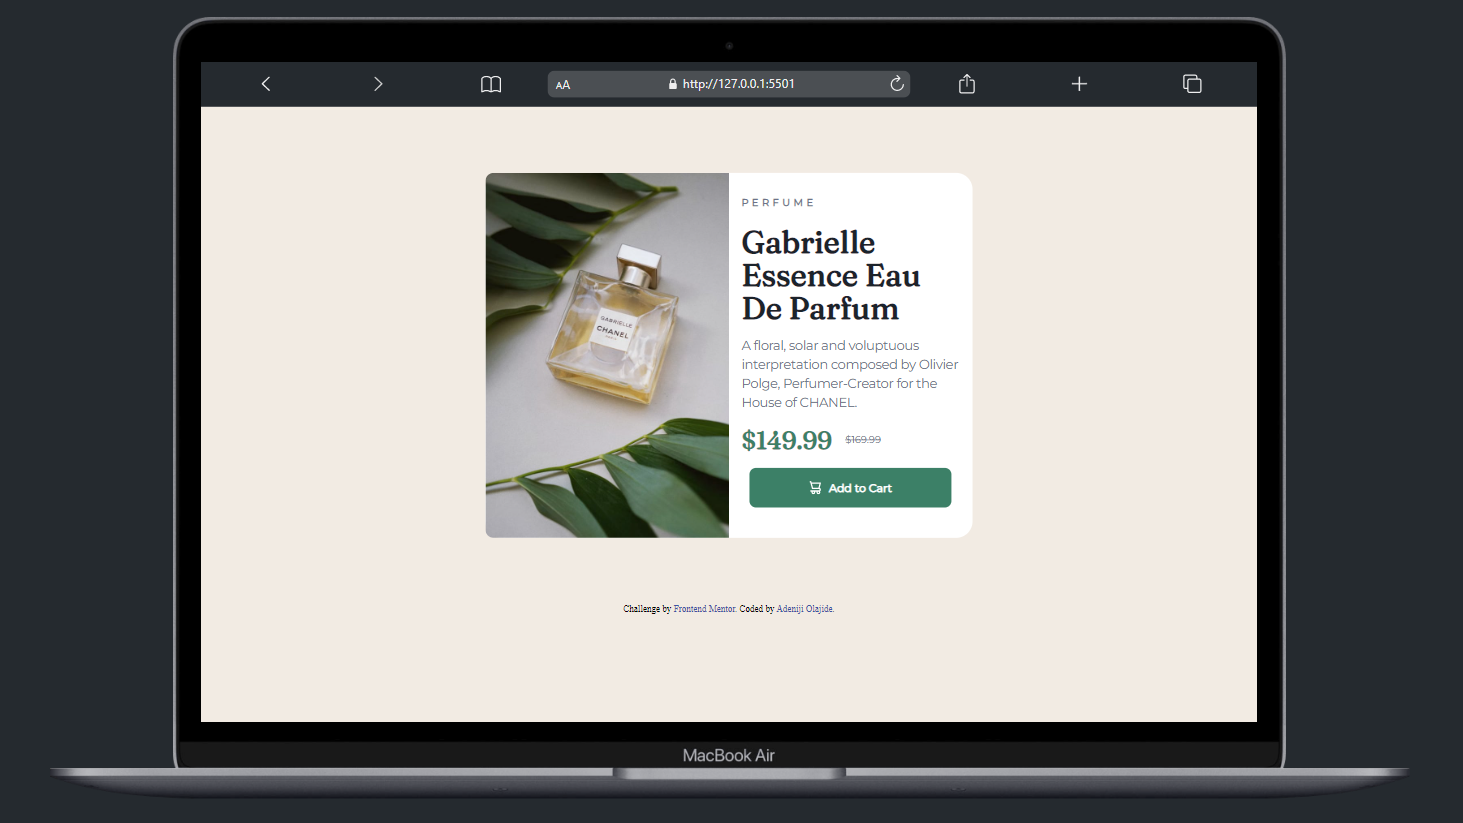 AA
http://127.0.0.1:5501
PERFUME
Gabrielle
Essence Eau
De Parfum
A floral, solar and voluptuous
interpretation composed by Olivier
Polge, Perfumer-Creator for the
House of CHANEL.
$149.99 $169.99
Add to Cart
GABRIELLE
CHANEL
Challenge by Frontend Mentor. Coded by Adeniji Olajide.
MacBook Air